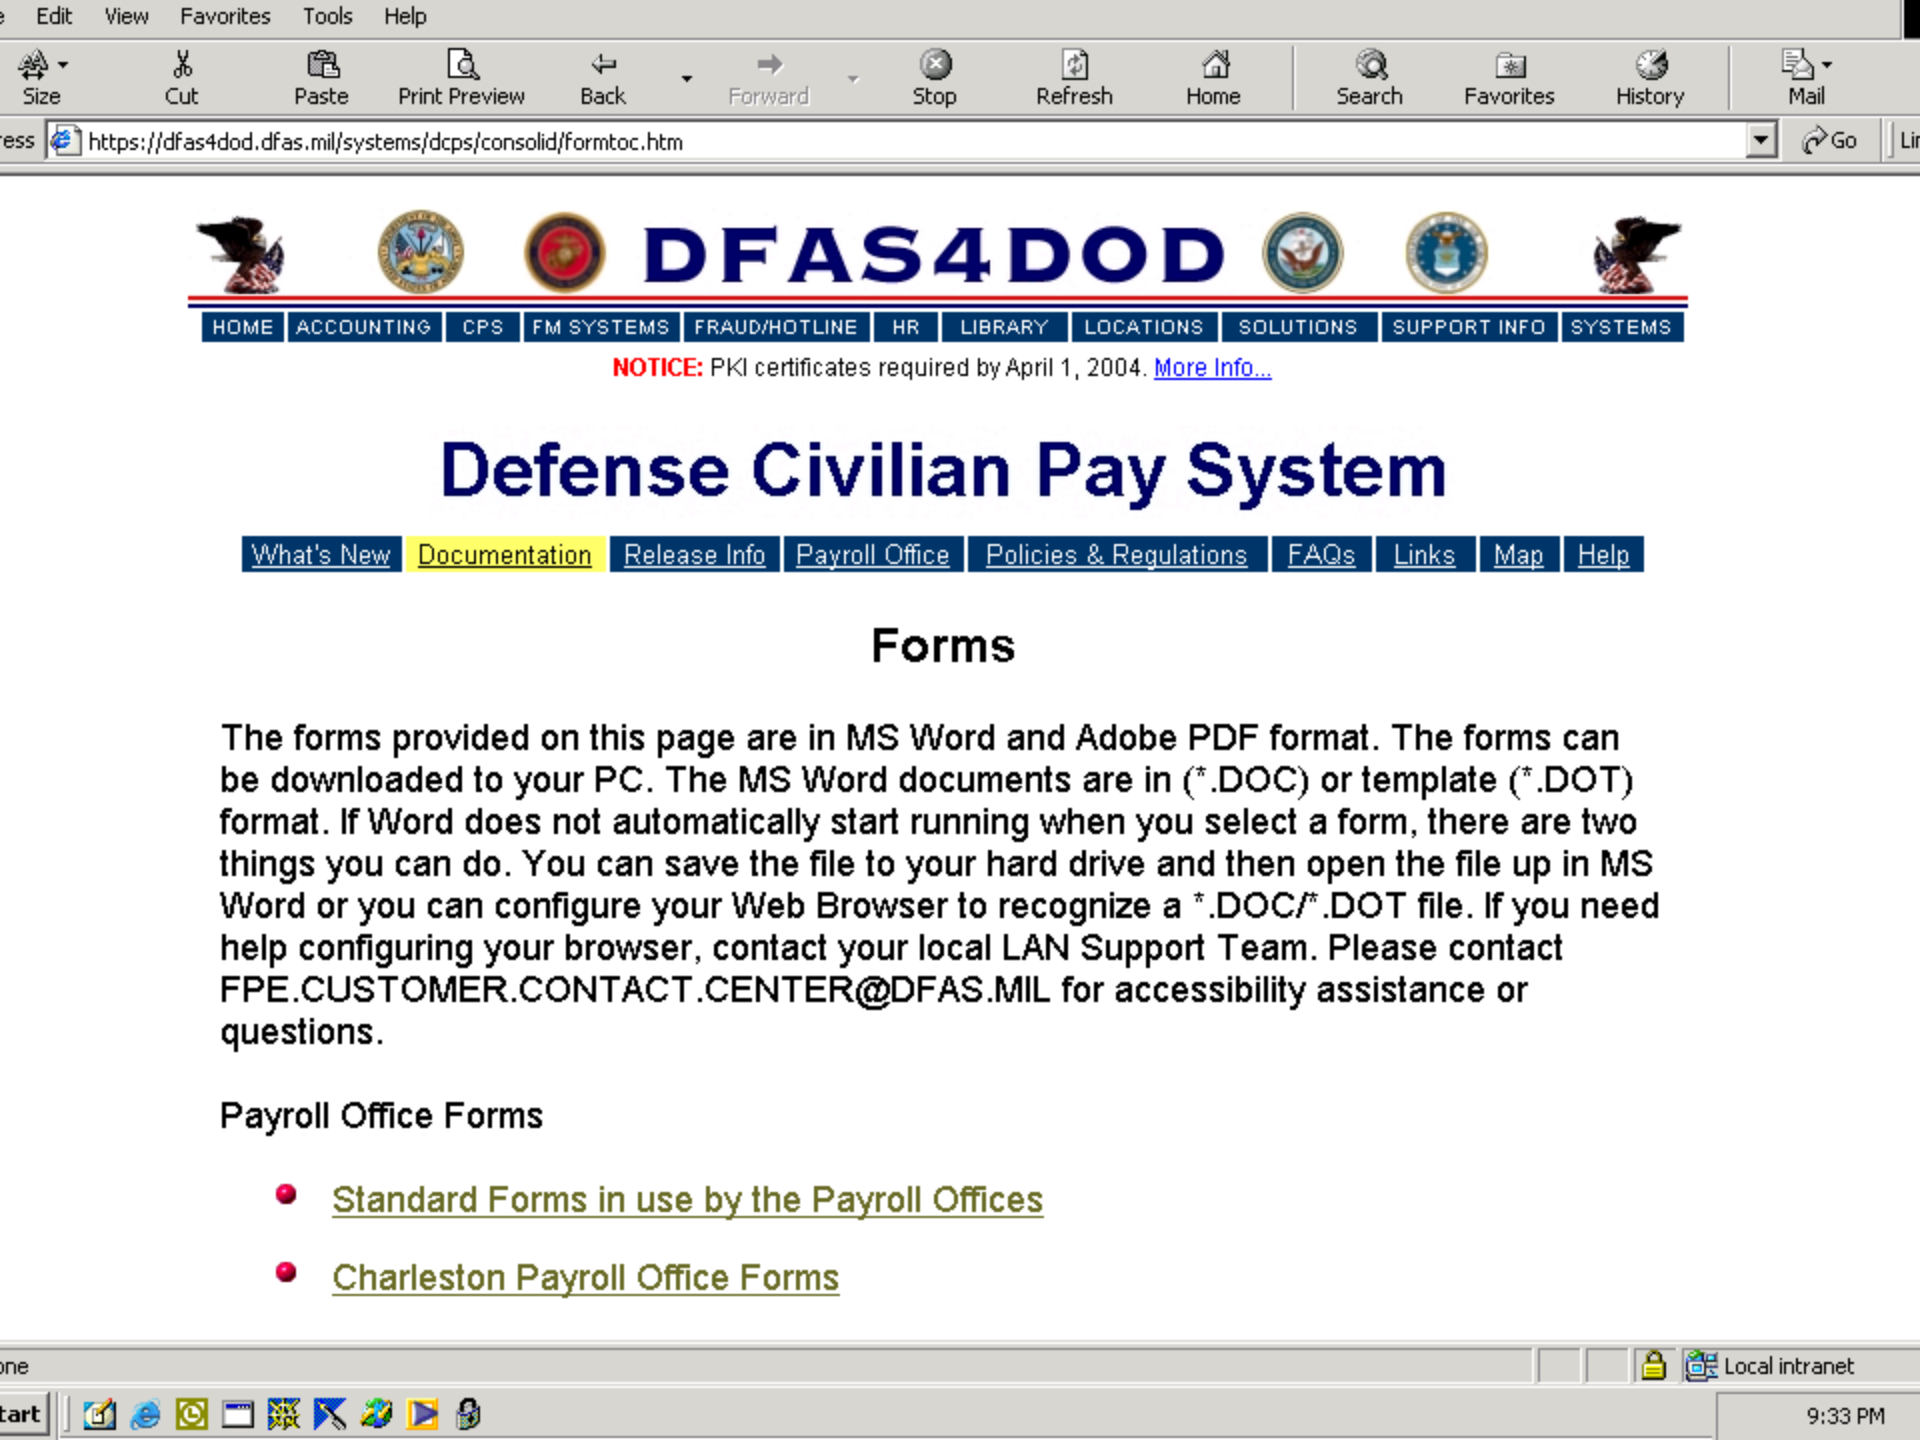 Edit View Favorites Tools Help
Size Cut Paste Print Preview Back Forward Stop Refresh Home Search Favorites History Mail
ess https://dfas4dod.dfas.mil/systems/dcps/consolid/formtoc.htm Go Lin
DFAS4DOD
HOME ACCOUNTING CPS FM SYSTEMS FRAUD/HOTLINE HR LIBRARY LOCATIONS SOLUTIONS SUPPORT INFO SYSTEMS
NOTICE: PKI certificates required by April 1, 2004. More Info...
Defense Civilian Pay System
What's New Documentation Release Info Payroll Office Policies & Regulations FAQs Links Map Help
Forms
The forms provided on this page are in MS Word and Adobe PDF format. The forms can
be downloaded to your PC. The MS Word documents are in (*.DOC) or template (*.DOT)
format. If Word does not automatically start running when you select a form, there are two
things you can do. You can save the file to your hard drive and then open the file up in MS
Word or you can configure your Web Browser to recognize a *.DOC/*.DOT file. If you need
help configuring your browser, contact your local LAN Support Team. Please contact
FPE.CUSTOMER.CONTACT.CENTER@DFAS.MIL for accessibility assistance or
questions.
Payroll Office Forms
Standard Forms in use by the Payroll Offices
Charleston Payroll Office Forms
one Local intranet
tart 9:33 PM